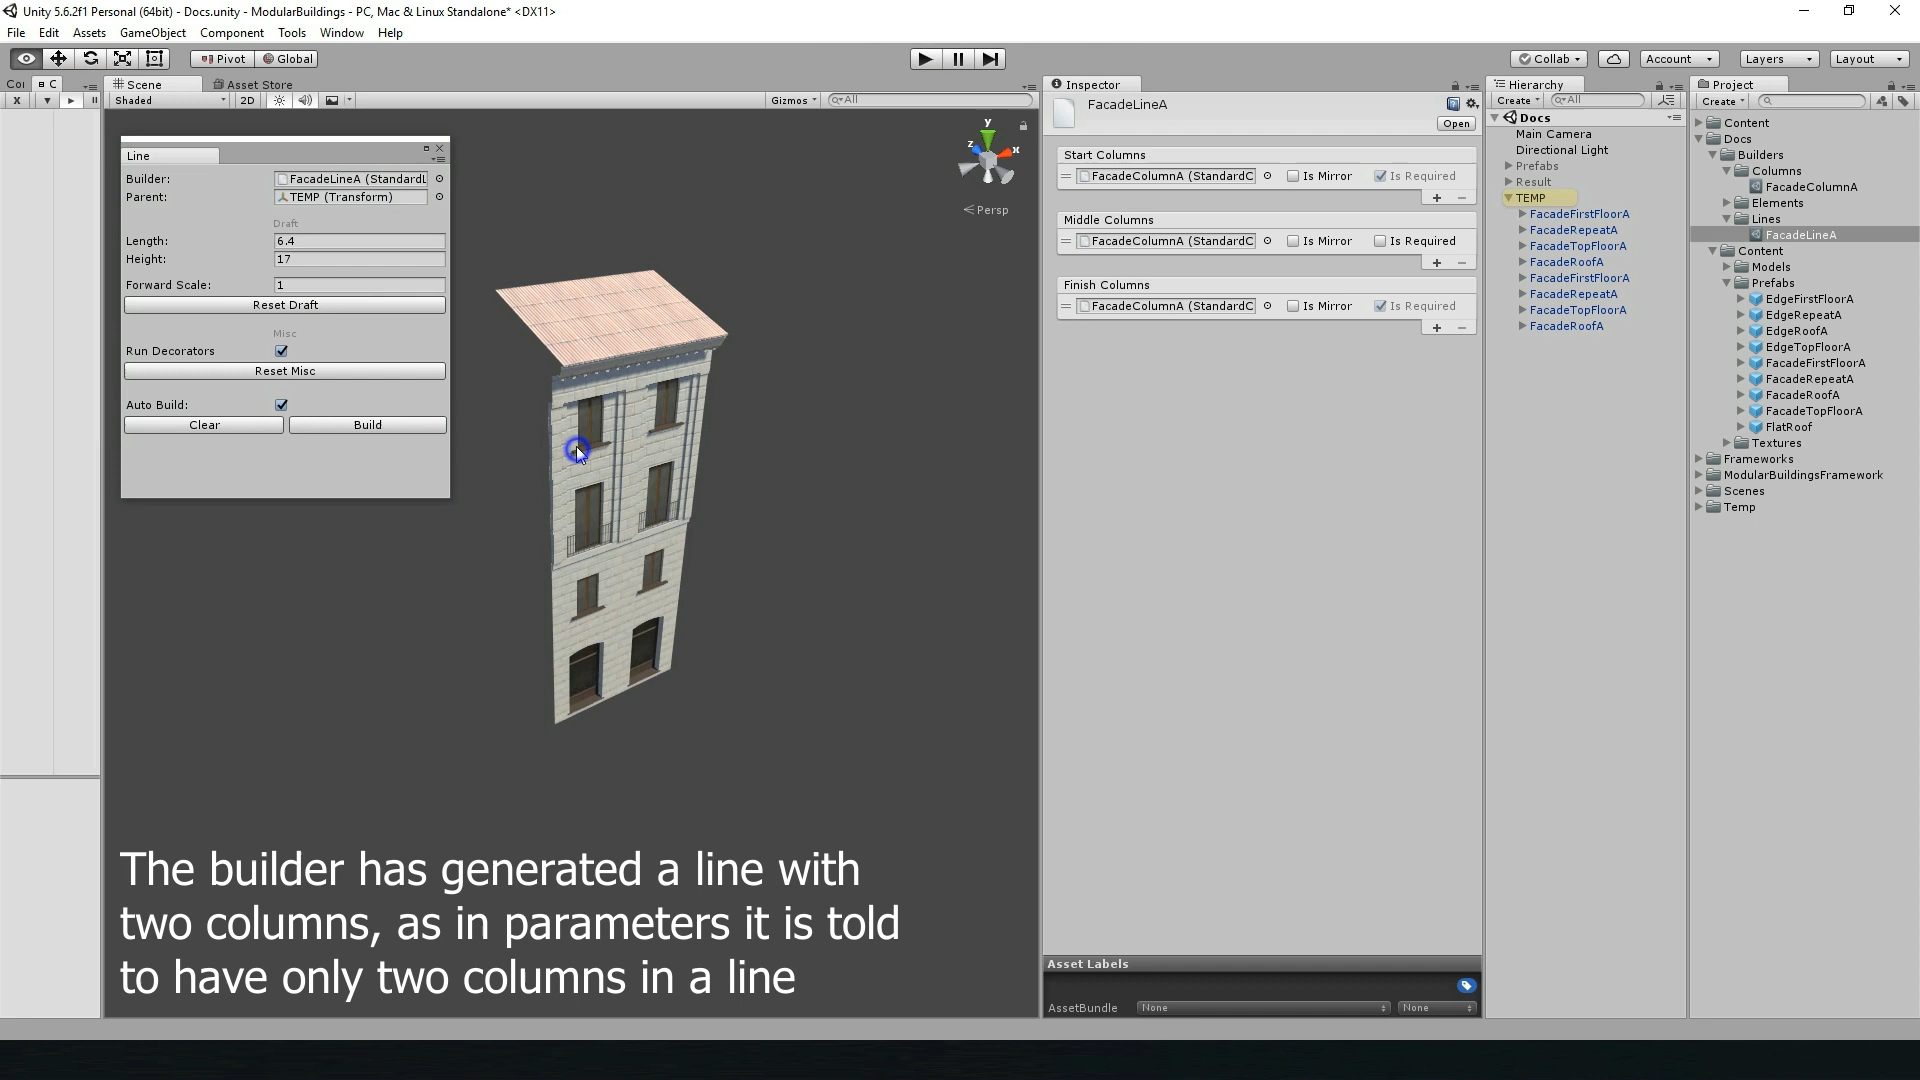 Unity 5.6.2f1 Personal (64bit) - Docs.unity - ModularBuildings - PC, Mac & Linux Standalone* <DX11>
File Edit Assets GameObject Component Tools Window Help
Pivot Global Collab Account Layers Layout
C Scene Asset Store
Shaded 2D Gizmos All
Line
Builder: FacadeLineA (StandardL
Parent: TEMP (Transform)
Draft
Length: 6.4
Height: 17
Forward Scale: 1
Reset Draft
Misc
Run Decorators
Reset Misc
Auto Build:
Clear Build
y
z x
Persp
The builder has generated a line with
two columns, as in parameters it is told
to have only two columns in a line
Inspector
FacadeLineA
Open
Start Columns
FacadeColumnA (StandardC Is Mirror Is Required
+ −
Middle Columns
FacadeColumnA (StandardC Is Mirror Is Required
+ −
Finish Columns
FacadeColumnA (StandardC Is Mirror Is Required
+ −
Asset Labels
AssetBundle None None
Hierarchy
Create All
Docs
Main Camera
Directional Light
Prefabs
Result
TEMP
FacadeFirstFloorA
FacadeRepeatA
FacadeTopFloorA
FacadeRoofA
FacadeFirstFloorA
FacadeRepeatA
FacadeTopFloorA
FacadeRoofA
Project
Create
Content
Docs
Builders
Columns
FacadeColumnA
Elements
Lines
FacadeLineA
Content
Models
Prefabs
EdgeFirstFloorA
EdgeRepeatA
EdgeRoofA
EdgeTopFloorA
FacadeFirstFloorA
FacadeRepeatA
FacadeRoofA
FacadeTopFloorA
FlatRoof
Textures
Frameworks
ModularBuildingsFramework
Scenes
Temp